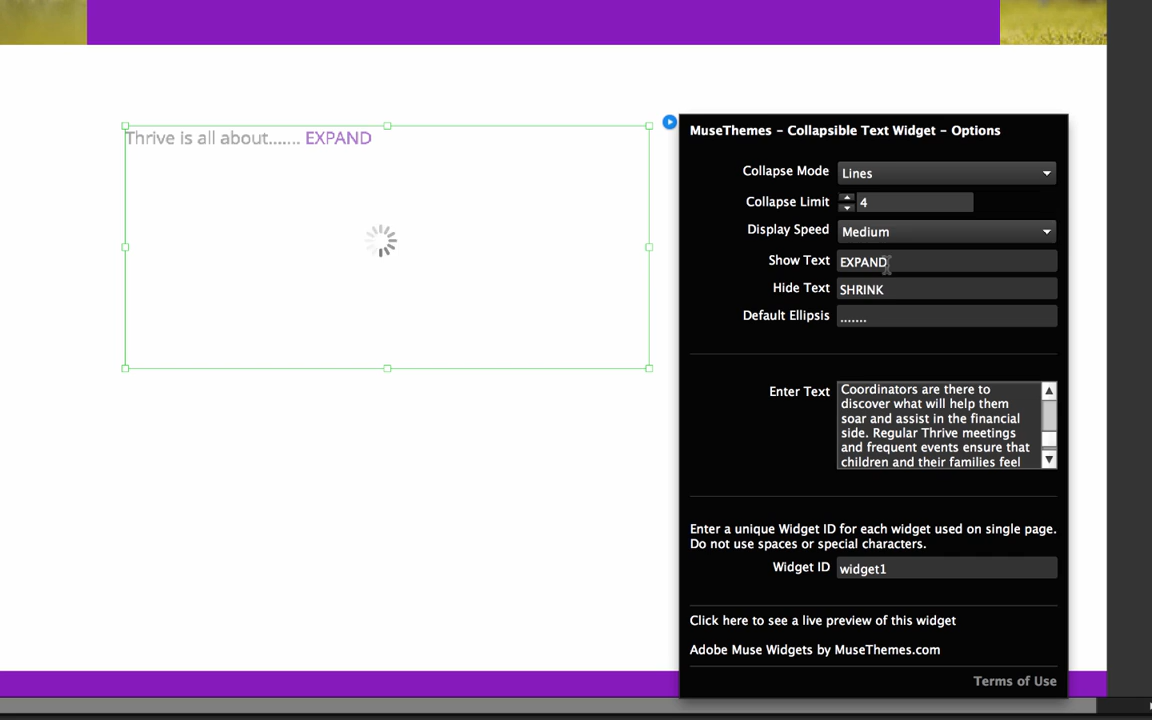 Thrive is all about....... EXPAND
MuseThemes - Collapsible Text Widget - Options
Collapse Mode Lines
Collapse Limit 4
Display Speed Medium
Show Text EXPAND
Hide Text SHRINK
Default Ellipsis .......
Enter Text
Coordinators are there to
discover what will help them
soar and assist in the financial
side. Regular Thrive meetings
and frequent events ensure that
children and their families feel
Enter a unique Widget ID for each widget used on single page.
Do not use spaces or special characters.
Widget ID widget1
Click here to see a live preview of this widget
Adobe Muse Widgets by MuseThemes.com
Terms of Use